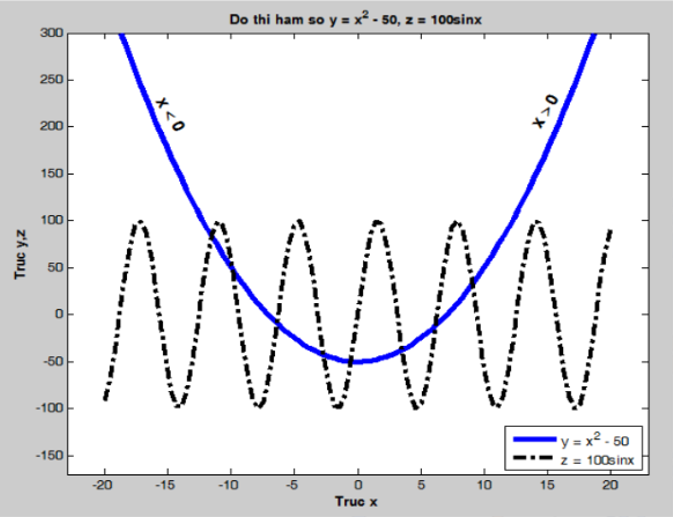 Do thi ham so y = x² - 50, z = 100sinx
300
250
200
150
100
50
0
-50
-100
-150
Truc y,z
x < 0
x > 0
-20 -15 -10 -5 0 5 10 15 20
Truc x
y = x² - 50
z = 100sinx